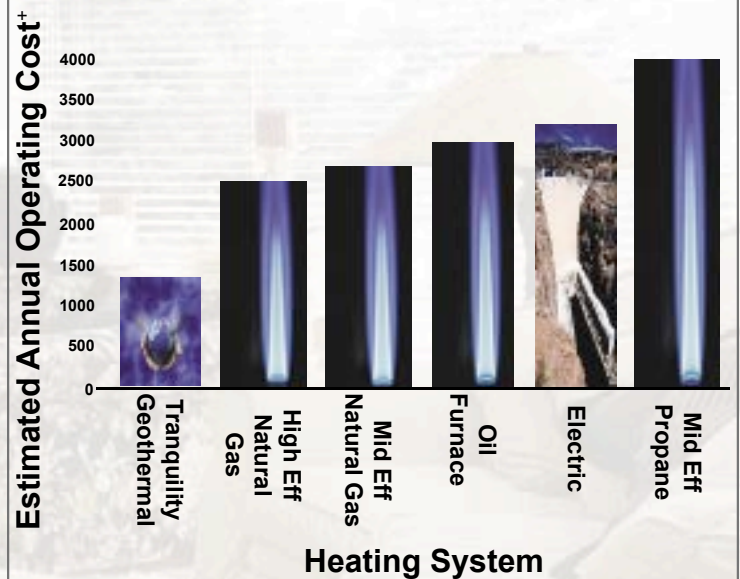 Estimated Annual Operating Cost+
4000
3500
3000
2500
2000
1500
1000
500
0
Tranquility
Geothermal
High Eff
Natural
Gas
Mid Eff
Natural Gas
Oil
Furnace
Electric
Mid Eff
Propane
Heating System